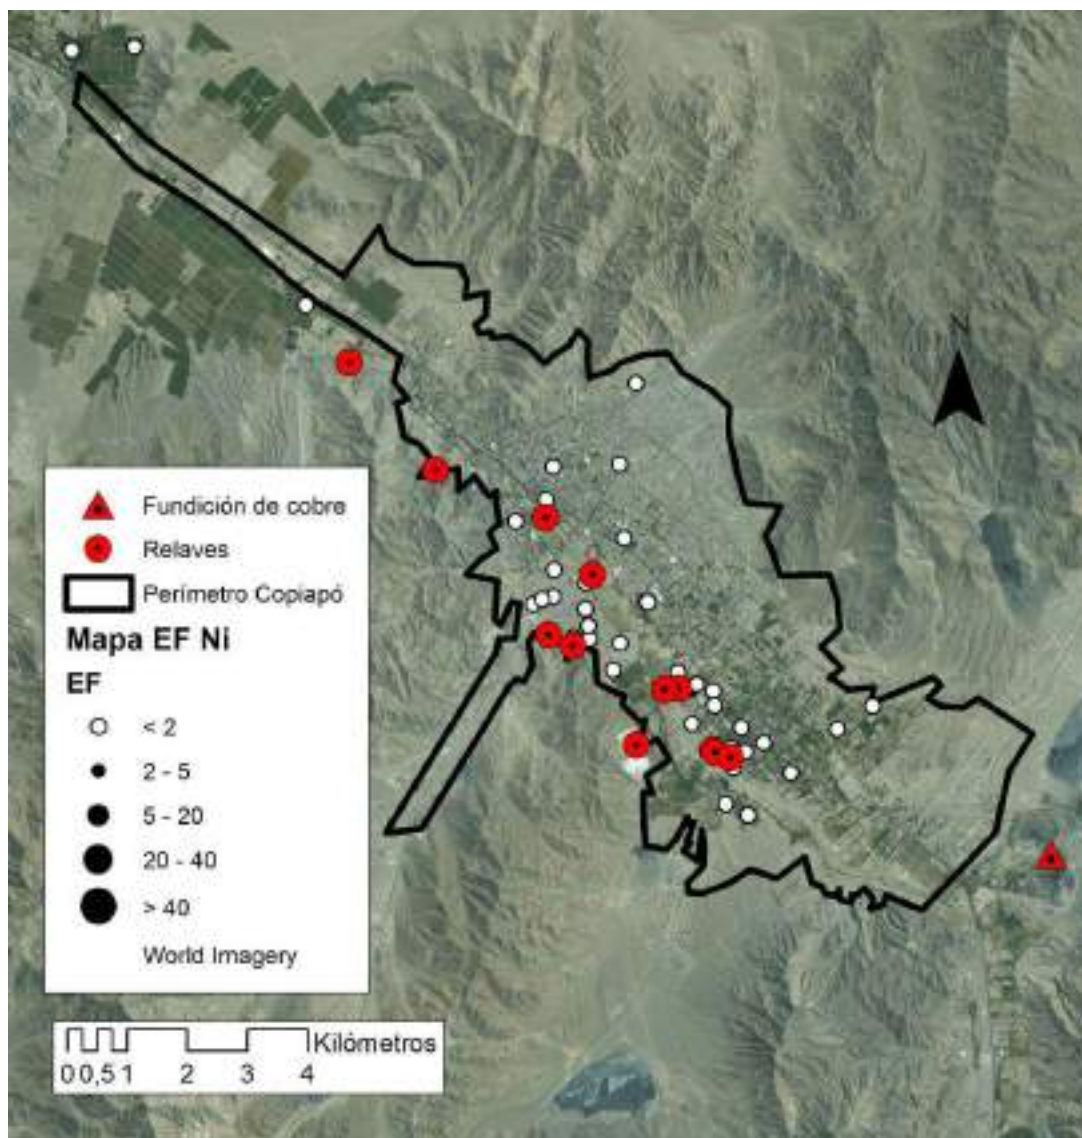 N
Fundición de cobre
Relaves
Perímetro Copiapó
Mapa EF Ni
EF
< 2
2 - 5
5 - 20
20 - 40
> 40
World Imagery
Kilómetros
0 0,5 1 2 3 4